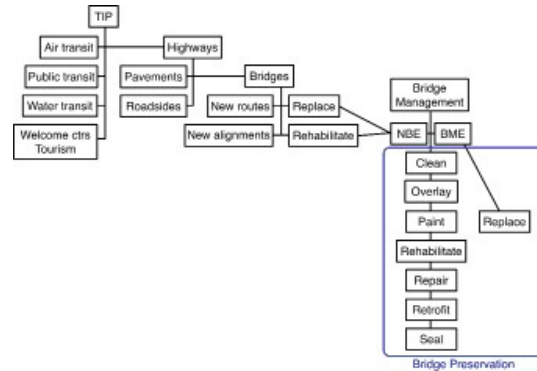 TIP
Air transit
Highways
Public transit
Pavements
Bridges
Water transit
Roadsides
New routes
Replace
Welcome ctrs
Tourism
New alignments
Rehabilitate
Bridge
Management
NBE
BME
Clean
Overlay
Paint
Replace
Rehabilitate
Repair
Retrofit
Seal
Bridge Preservation